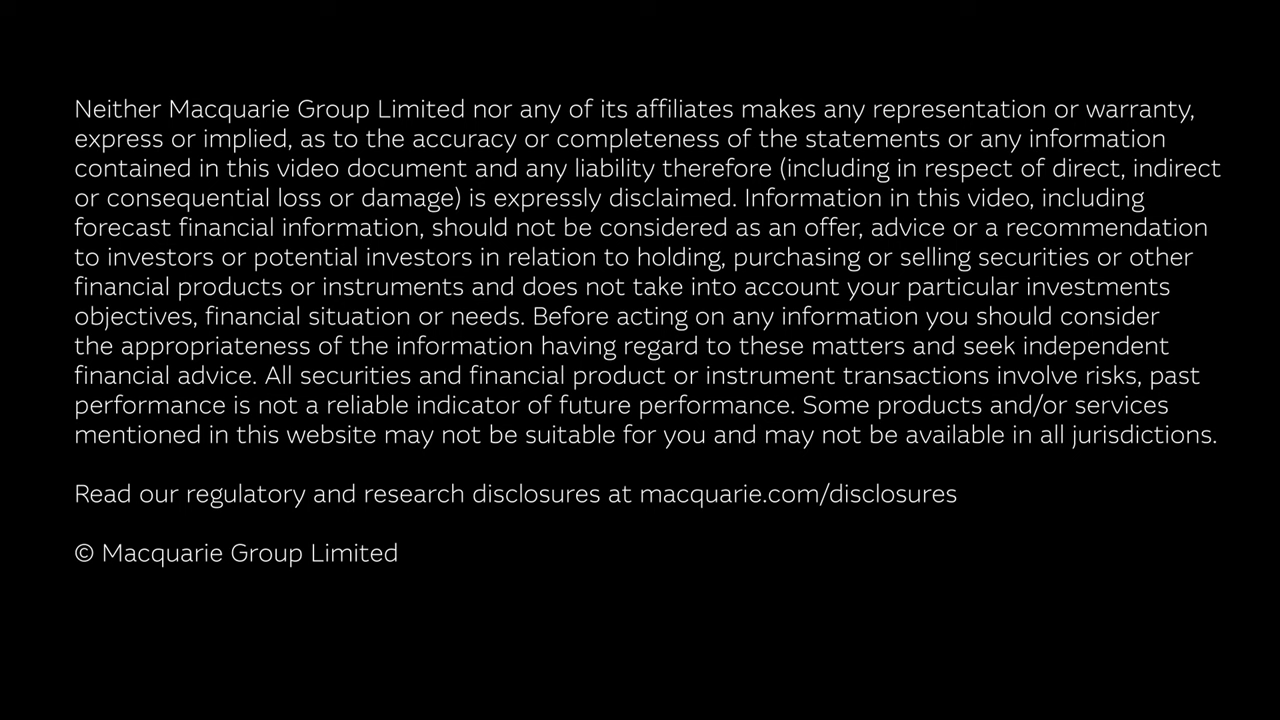 Neither Macquarie Group Limited nor any of its affiliates makes any representation or warranty,
express or implied, as to the accuracy or completeness of the statements or any information
contained in this video document and any liability therefore (including in respect of direct, indirect
or consequential loss or damage) is expressly disclaimed. Information in this video, including
forecast financial information, should not be considered as an offer, advice or a recommendation
to investors or potential investors in relation to holding, purchasing or selling securities or other
financial products or instruments and does not take into account your particular investments
objectives, financial situation or needs. Before acting on any information you should consider
the appropriateness of the information having regard to these matters and seek independent
financial advice. All securities and financial product or instrument transactions involve risks, past
performance is not a reliable indicator of future performance. Some products and/or services
mentioned in this website may not be suitable for you and may not be available in all jurisdictions.
Read our regulatory and research disclosures at macquarie.com/disclosures
© Macquarie Group Limited